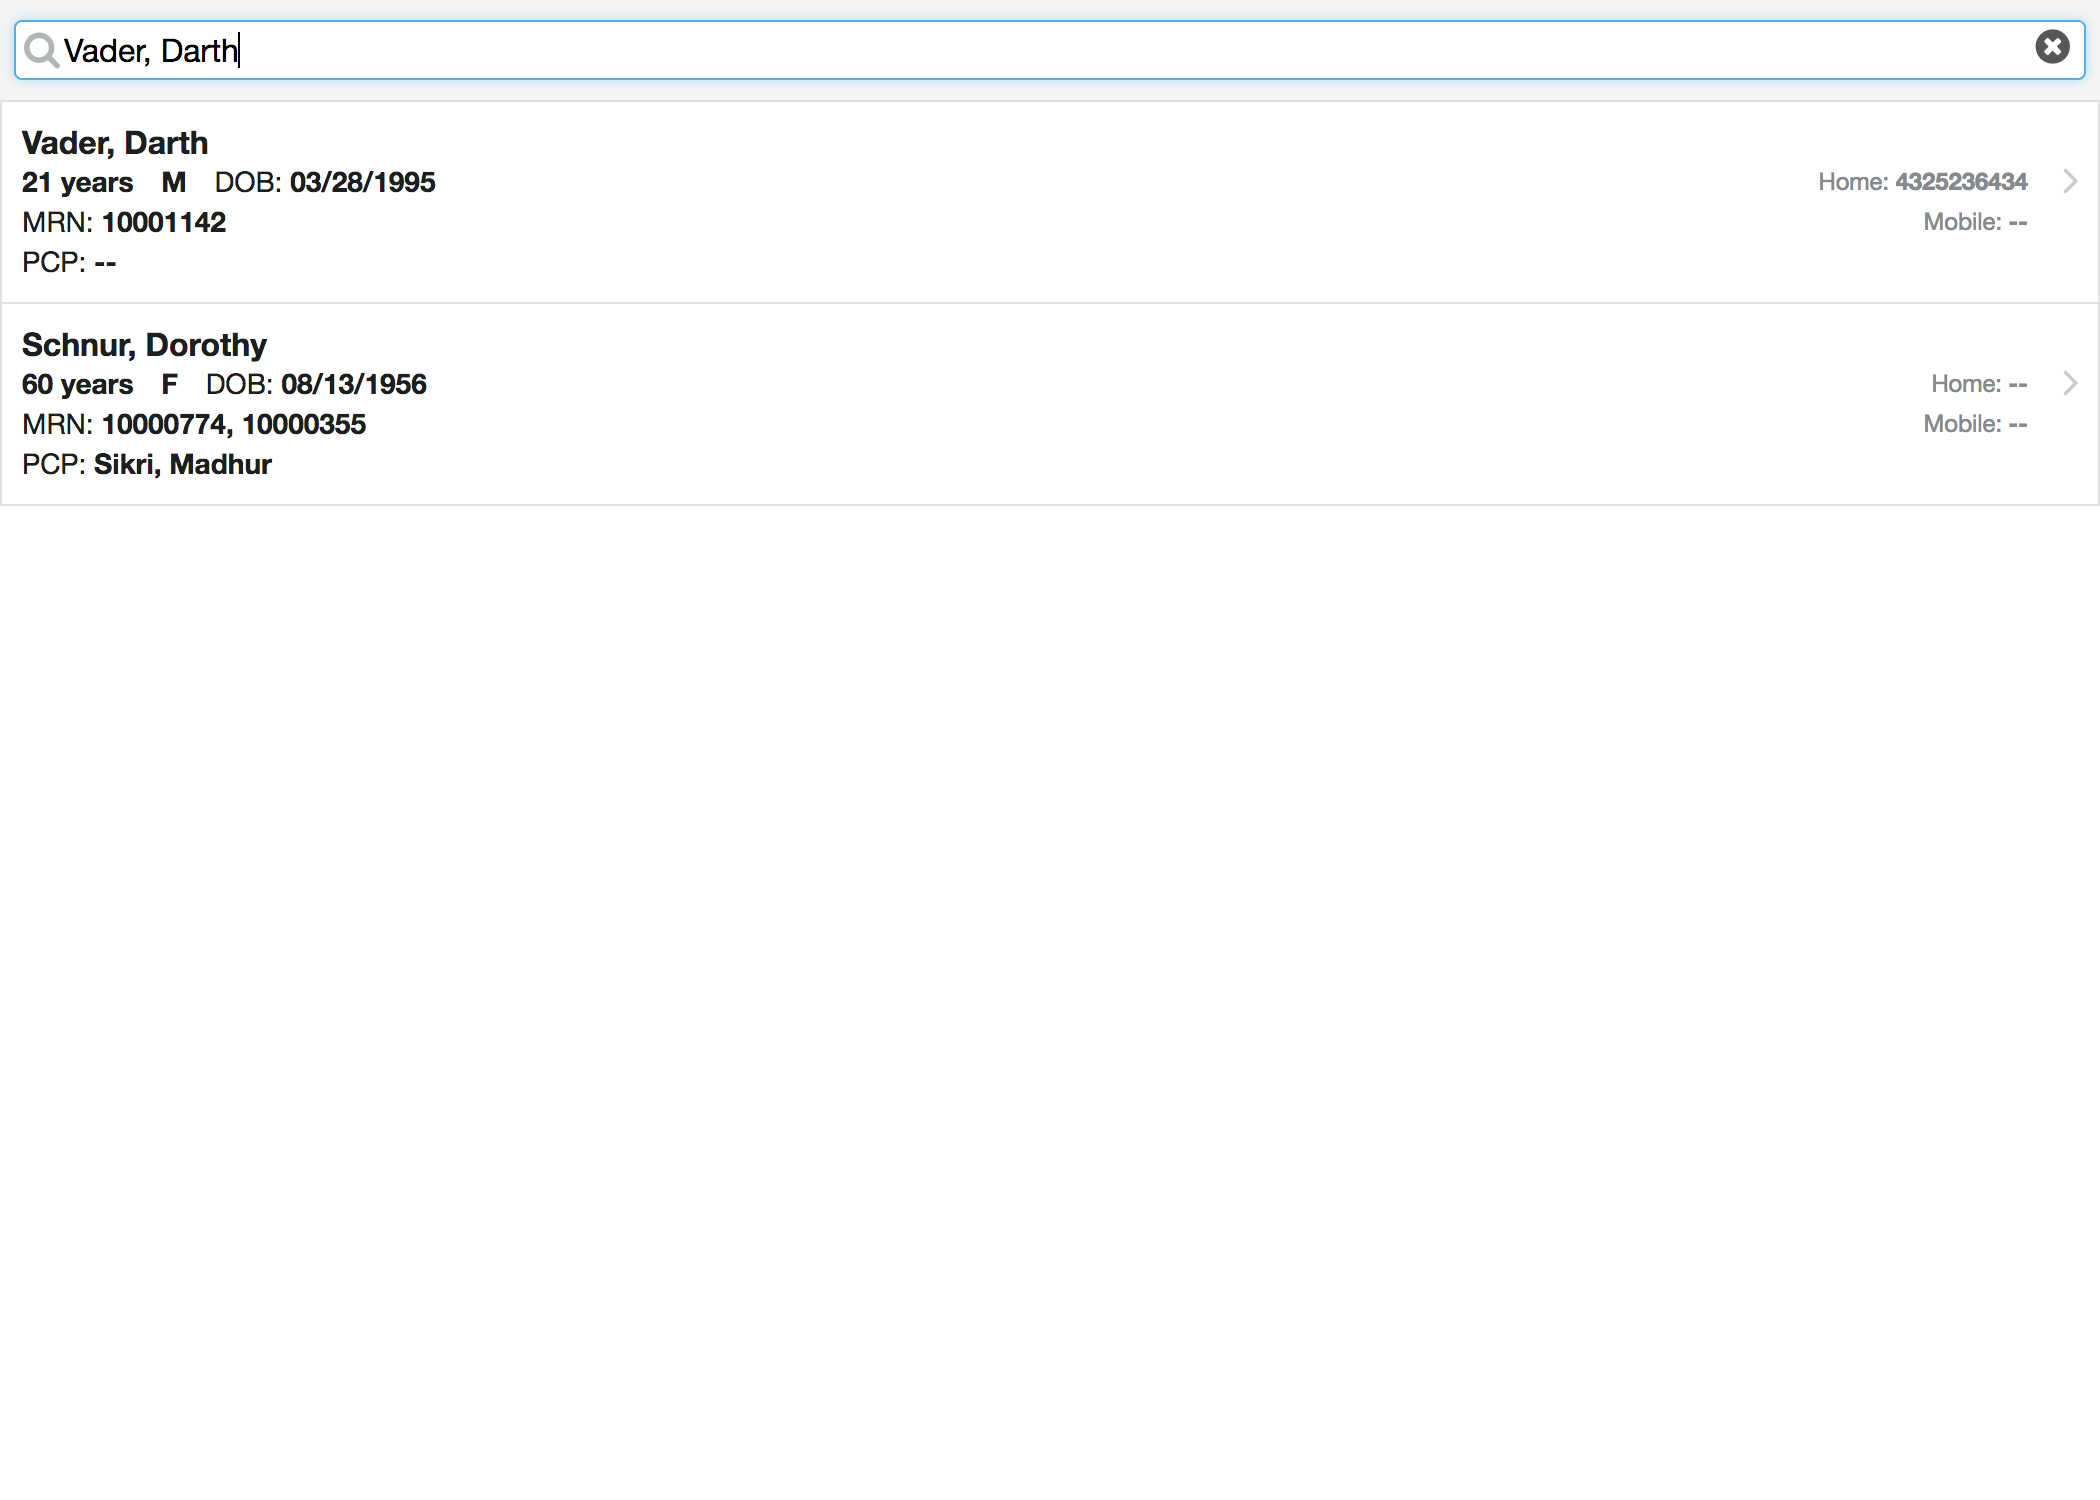 Vader, Darth
Vader, Darth
21 years M DOB: 03/28/1995
Home: 4325236434
MRN: 10001142
Mobile: --
PCP: --
Schnur, Dorothy
60 years F DOB: 08/13/1956
Home: --
MRN: 10000774, 10000355
Mobile: --
PCP: Sikri, Madhur